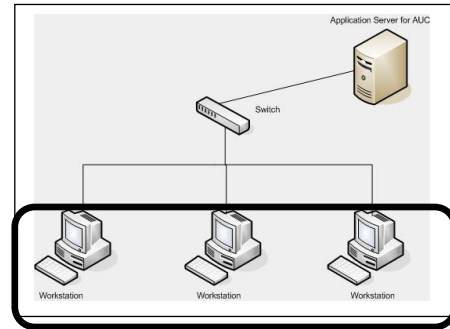 Application Server for AUC
Switch
Workstation
Workstation
Workstation